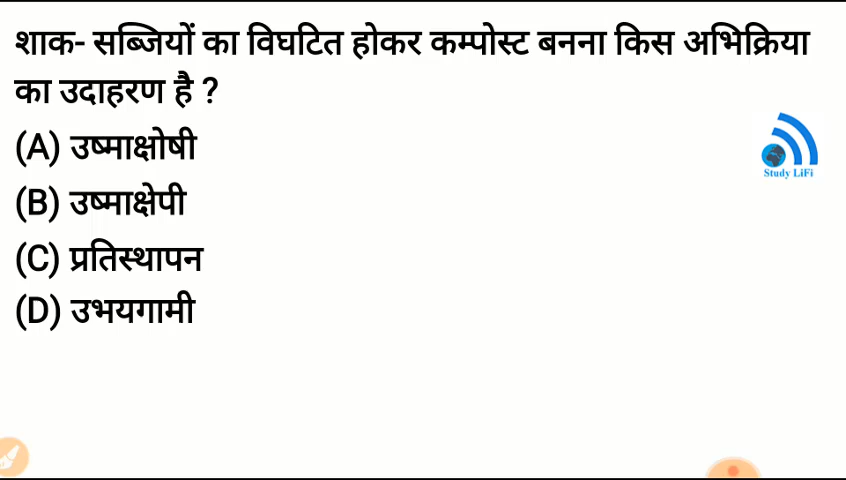 शाक- सब्जियों का विघटित होकर कम्पोस्ट बनना किस अभिक्रिया
का उदाहरण है ?
(A) उष्माक्षोषी
(B) उष्माक्षेपी
(C) प्रतिस्थापन
(D) उभयगामी
Study LiFi